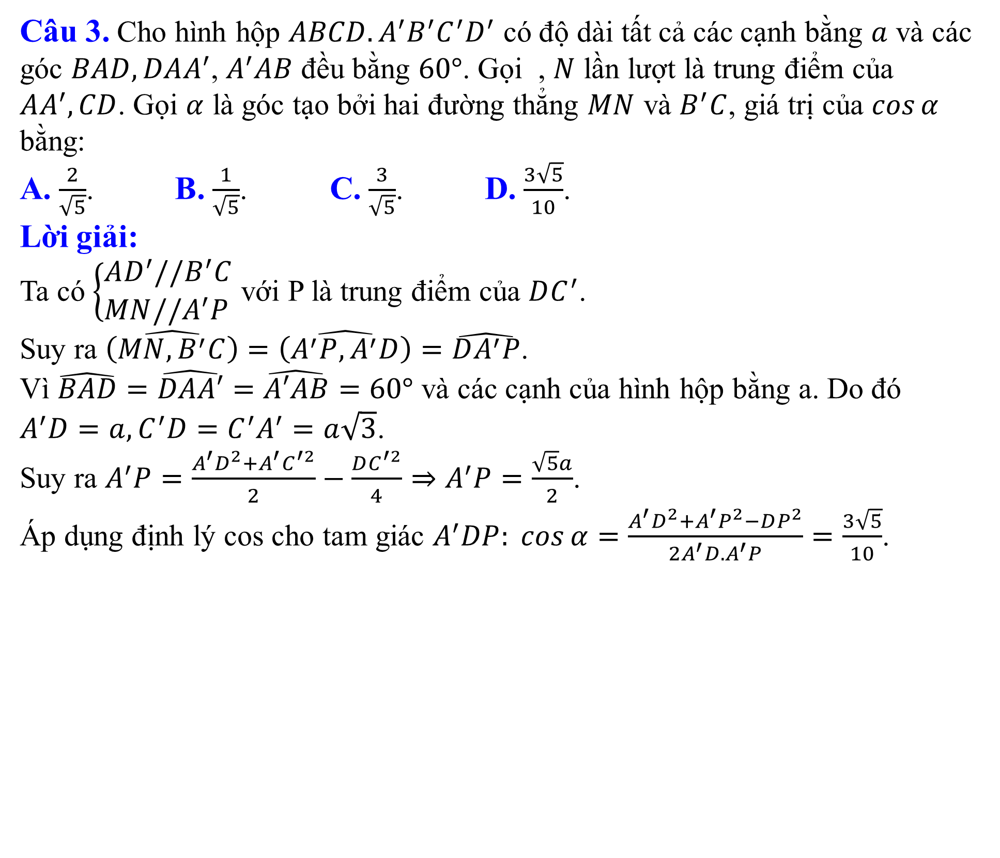 Câu 3. Cho hình hộp ABCD.A′B′C′D′ có độ dài tất cả các cạnh bằng a và các
góc BAD, DAA′, A′AB đều bằng 60°. Gọi , N lần lượt là trung điểm của
AA′, CD. Gọi α là góc tạo bởi hai đường thẳng MN và B′C, giá trị của cos α
bằng:
A. \frac{2}{\sqrt{5}}. B. \frac{1}{\sqrt{5}}. C. \frac{3}{\sqrt{5}}. D. \frac{3\sqrt{5}}{10}.
Lời giải:
Ta có \begin{cases} AD′//B′C \\ MN//A′P \end{cases} với P là trung điểm của DC′.
Suy ra \widehat{(MN, B′C)} = \widehat{(A′P, A′D)} = \widehat{DA′P}.
Vì \widehat{BAD} = \widehat{DAA′} = \widehat{A′AB} = 60° và các cạnh của hình hộp bằng a. Do đó
A′D = a, C′D = C′A′ = a\sqrt{3}.
Suy ra A′P = \frac{A′D^2+A′C′^2}{2} − \frac{DC′^2}{4} ⇒ A′P = \frac{\sqrt{5}a}{2}.
Áp dụng định lý cos cho tam giác A′DP: cos α = \frac{A′D^2+A′P^2−DP^2}{2A′D.A′P} = \frac{3\sqrt{5}}{10}.